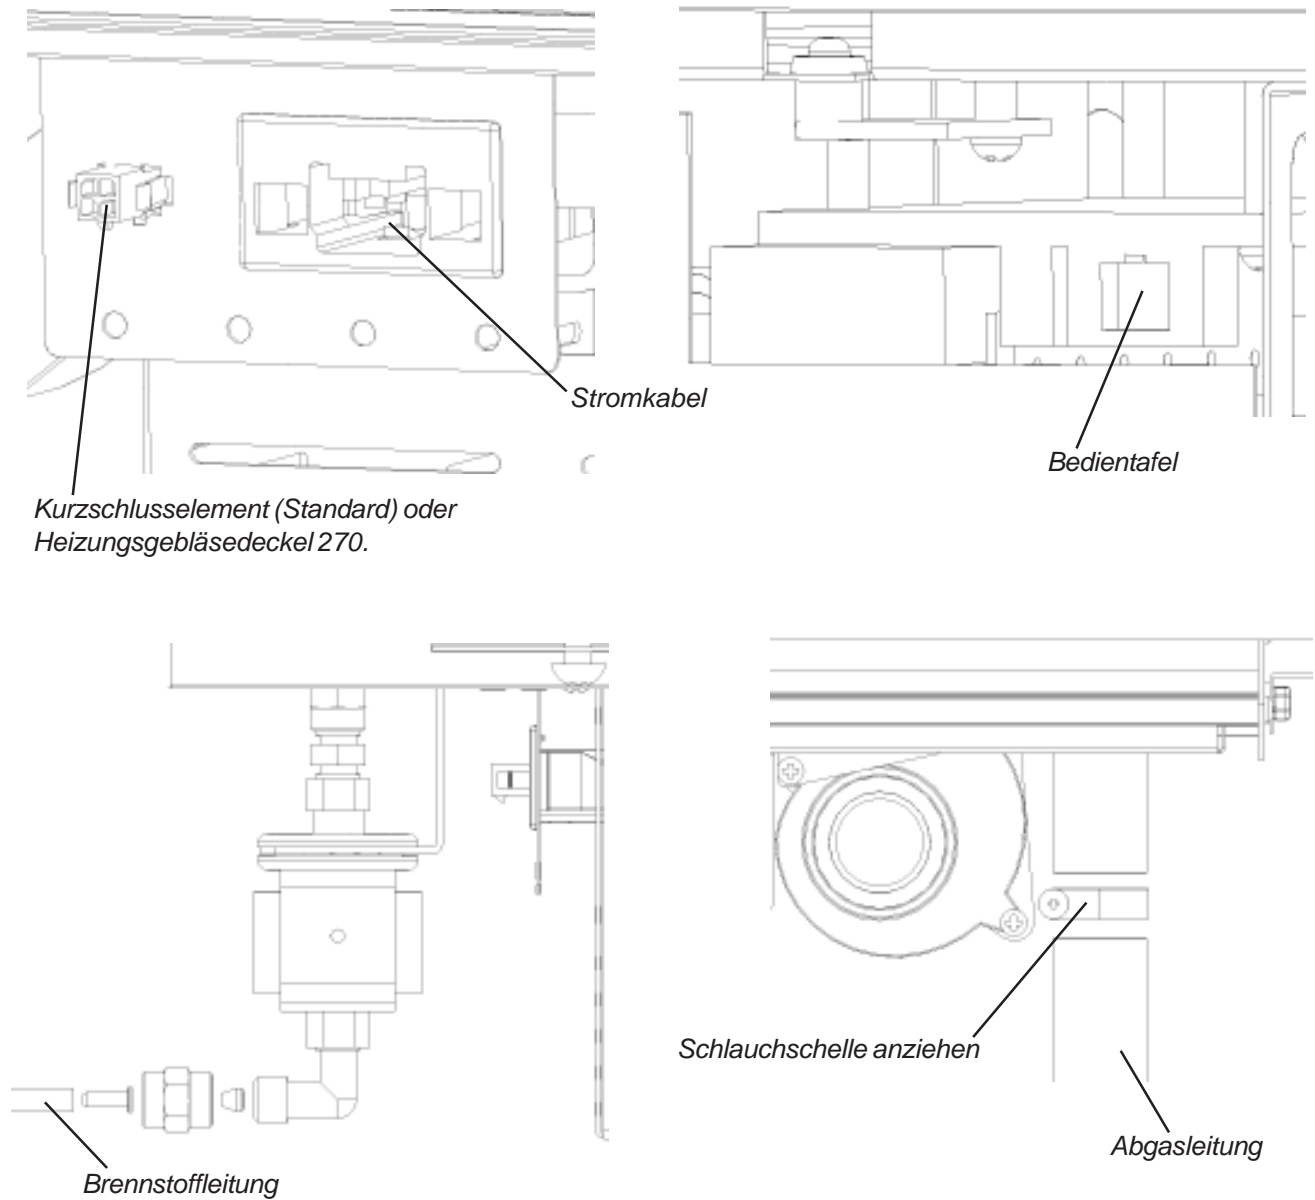 Stromkabel
Bedientafel
Kurzschlusselement (Standard) oder
Heizungsgebläsedeckel 270.
Schlauchschelle anziehen
Abgasleitung
Brennstoffleitung